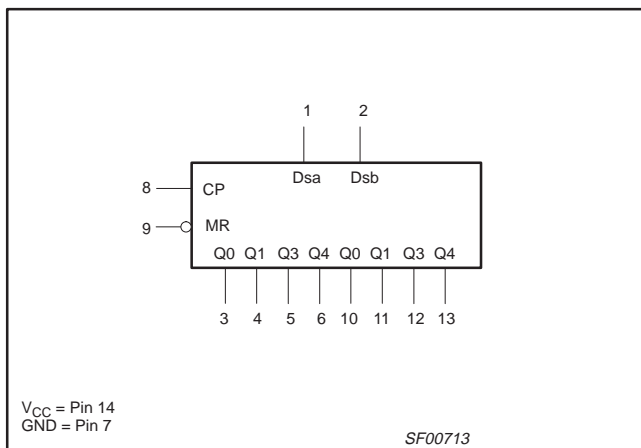 1 2
Dsa Dsb
8 CP
9 MR
Q0 Q1 Q3 Q4 Q0 Q1 Q3 Q4
3 4 5 6 10 11 12 13
VCC = Pin 14
GND = Pin 7
SF00713